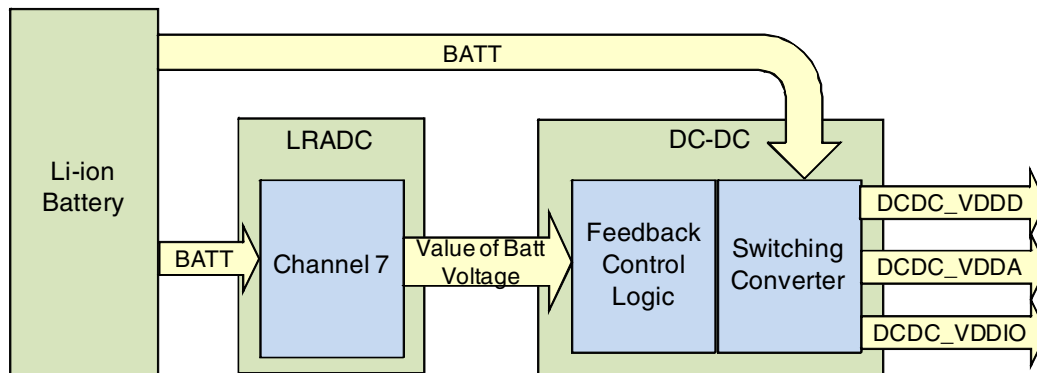 BATT
LRADC
DC-DC
Li-ion
Battery
BATT
Channel 7
Value of Batt
Voltage
Feedback
Control
Logic
Switching
Converter
DCDC_VDDD
DCDC_VDDA
DCDC_VDDIO